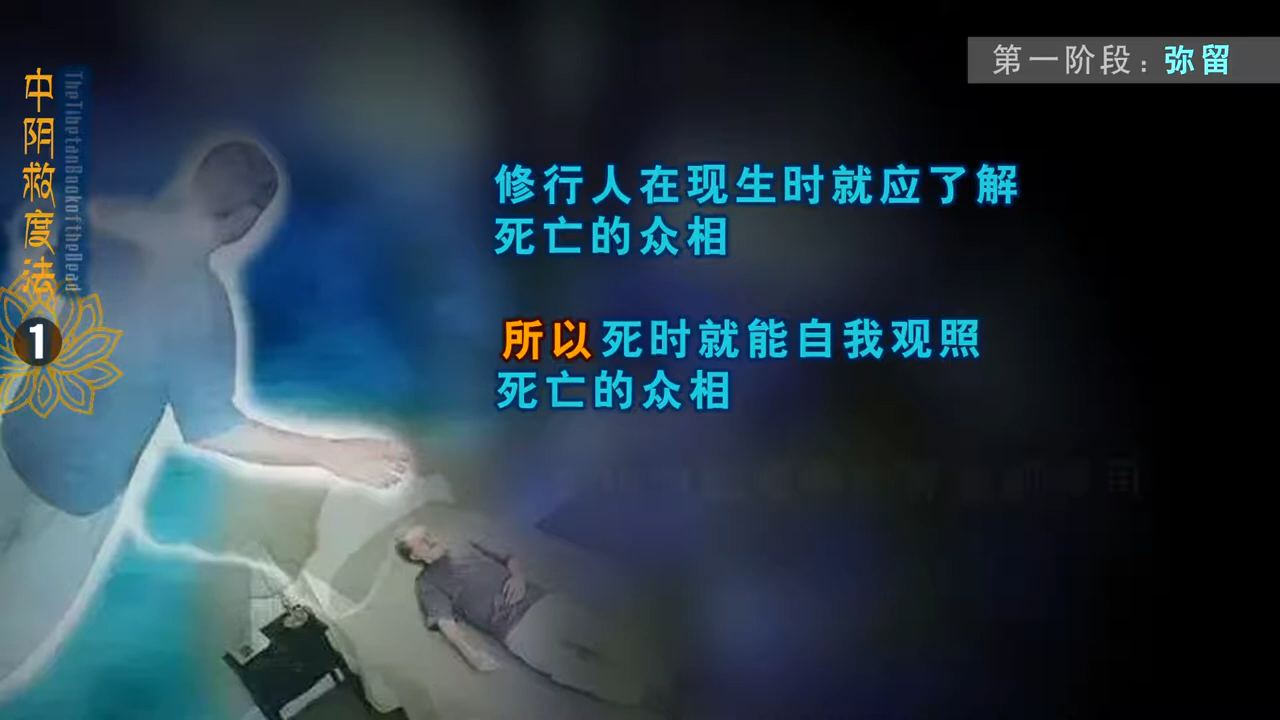 第一阶段：弥留
中阴救度法
TheTibetanBookoftheDead
1
修行人在现生时就应了解
死亡的众相
所以死时就能自我观照
死亡的众相